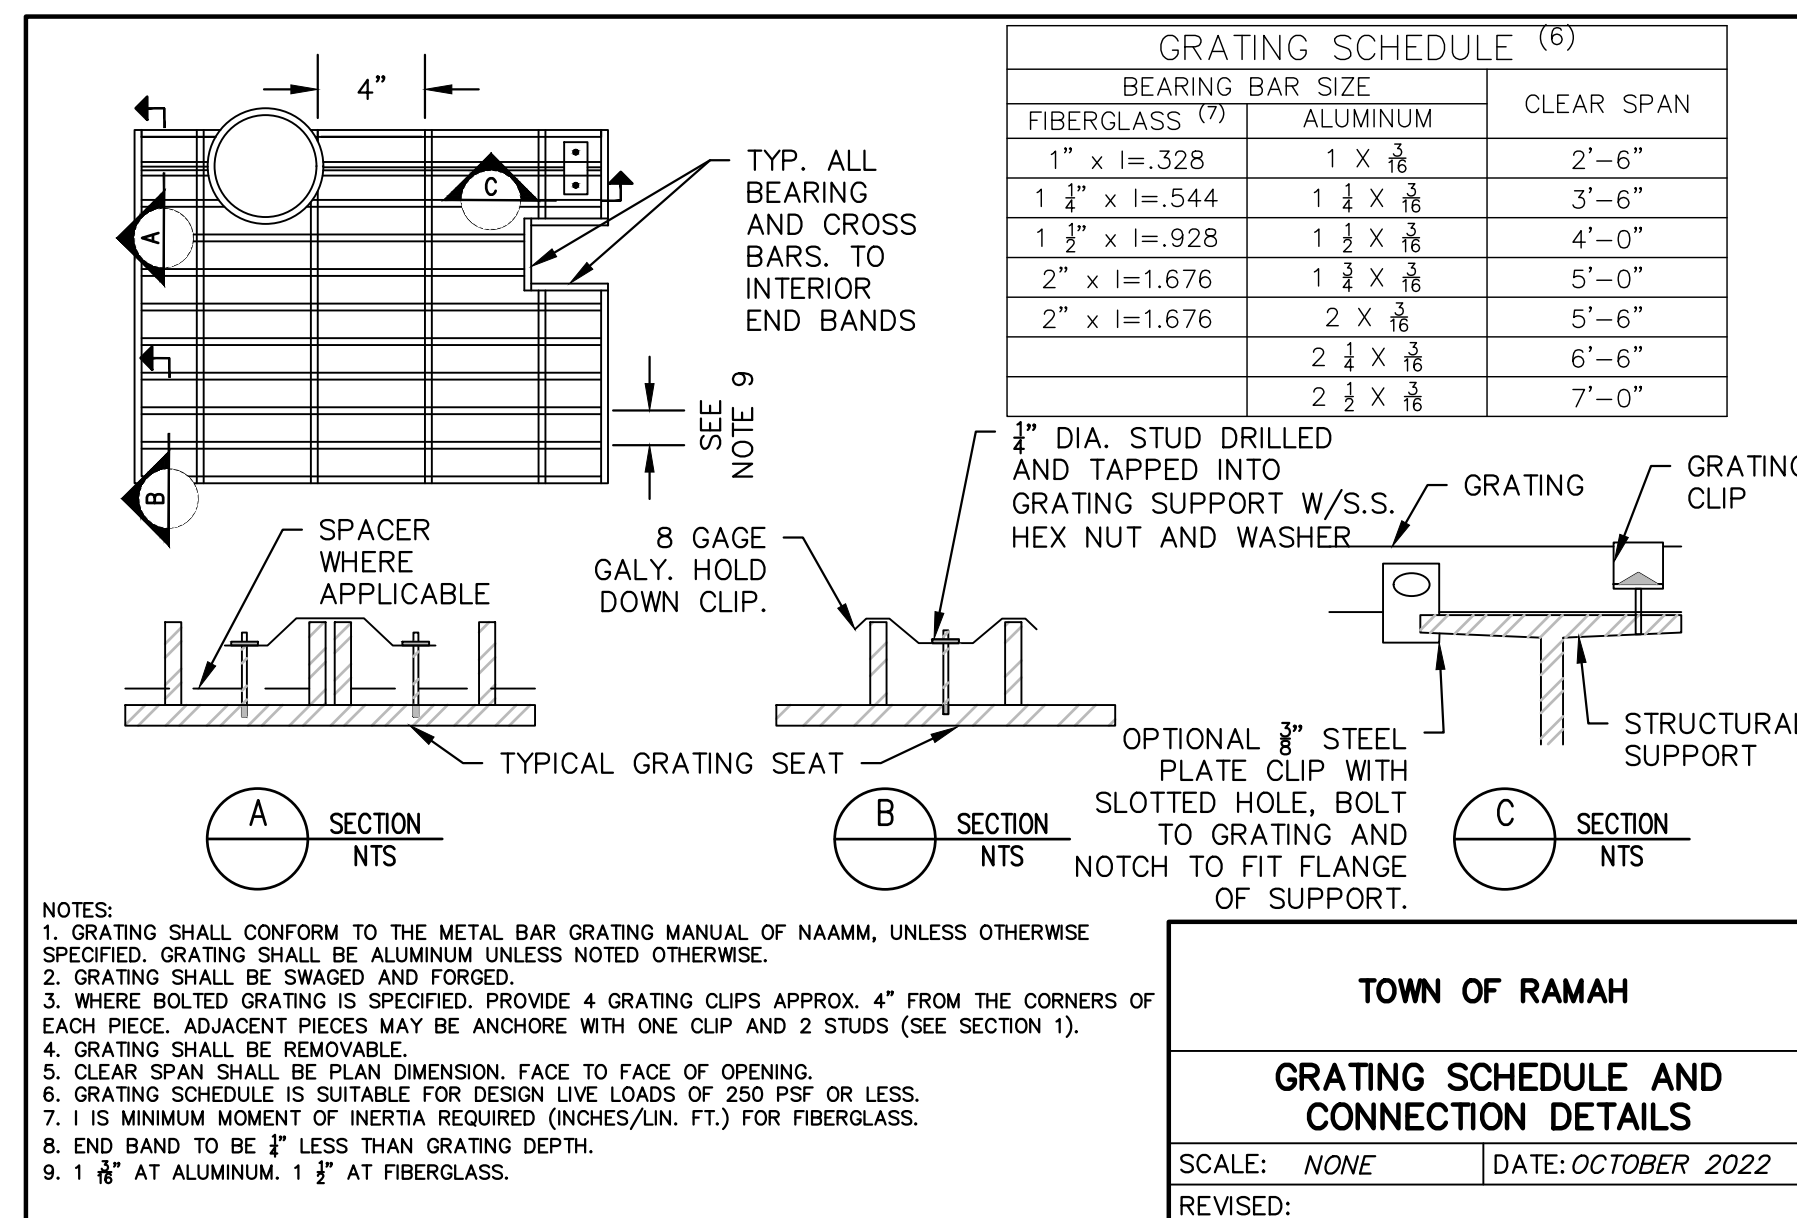 GRATING SCHEDULE (6)
BEARING BAR SIZE
CLEAR SPAN
FIBERGLASS (7) ALUMINUM
1" x I=.328 1 X 3/16 2'-6"
1 1/4" x I=.544 1 1/4 X 3/16 3'-6"
1 1/2" x I=.928 1 1/2 X 3/16 4'-0"
2" x I=1.676 1 3/4 X 3/16 5'-0"
2" x I=1.676 2 X 3/16 5'-6"
2 1/4 X 3/16 6'-6"
2 1/2 X 3/16 7'-0"
4"
A
B
C
TYP. ALL
BEARING
AND CROSS
BARS. TO
INTERIOR
END BANDS
SEE
NOTE 9
SPACER
WHERE
APPLICABLE
8 GAGE
GALY. HOLD
DOWN CLIP.
1/4" DIA. STUD DRILLED
AND TAPPED INTO
GRATING SUPPORT W/S.S.
HEX NUT AND WASHER
GRATING
GRATING
CLIP
TYPICAL GRATING SEAT
OPTIONAL 3/8" STEEL
PLATE CLIP WITH
SLOTTED HOLE, BOLT
TO GRATING AND
NOTCH TO FIT FLANGE
OF SUPPORT.
STRUCTURAL
SUPPORT
A SECTION
NTS
B SECTION
NTS
C SECTION
NTS
NOTES:
1. GRATING SHALL CONFORM TO THE METAL BAR GRATING MANUAL OF NAAMM, UNLESS OTHERWISE
SPECIFIED. GRATING SHALL BE ALUMINUM UNLESS NOTED OTHERWISE.
2. GRATING SHALL BE SWAGED AND FORGED.
3. WHERE BOLTED GRATING IS SPECIFIED. PROVIDE 4 GRATING CLIPS APPROX. 4" FROM THE CORNERS OF
EACH PIECE. ADJACENT PIECES MAY BE ANCHORE WITH ONE CLIP AND 2 STUDS (SEE SECTION 1).
4. GRATING SHALL BE REMOVABLE.
5. CLEAR SPAN SHALL BE PLAN DIMENSION. FACE TO FACE OF OPENING.
6. GRATING SCHEDULE IS SUITABLE FOR DESIGN LIVE LOADS OF 250 PSF OR LESS.
7. I IS MINIMUM MOMENT OF INERTIA REQUIRED (INCHES/LIN. FT.) FOR FIBERGLASS.
8. END BAND TO BE 1/4" LESS THAN GRATING DEPTH.
9. 1 3/16" AT ALUMINUM. 1 1/2" AT FIBERGLASS.
TOWN OF RAMAH
GRATING SCHEDULE AND
CONNECTION DETAILS
SCALE: NONE DATE: OCTOBER 2022
REVISED: